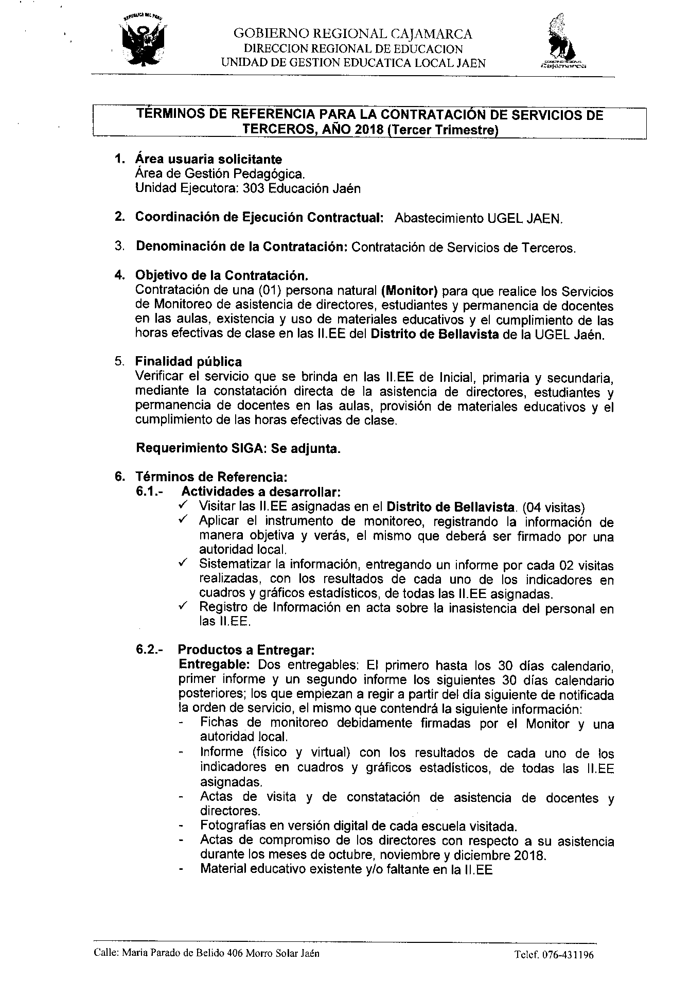 REPUBLICA DEL PERU
GOBIERNO REGIONAL CAJAMARCA
DIRECCION REGIONAL DE EDUCACION
UNIDAD DE GESTION EDUCATICA LOCAL JAEN
GOBIERNO REGIONAL
Cajamarca
TÉRMINOS DE REFERENCIA PARA LA CONTRATACIÓN DE SERVICIOS DE
TERCEROS, AÑO 2018 (Tercer Trimestre)
1. Área usuaria solicitante
Área de Gestión Pedagógica.
Unidad Ejecutora: 303 Educación Jaén
2. Coordinación de Ejecución Contractual: Abastecimiento UGEL JAEN.
3. Denominación de la Contratación: Contratación de Servicios de Terceros.
4. Objetivo de la Contratación.
Contratación de una (01) persona natural (Monitor) para que realice los Servicios
de Monitoreo de asistencia de directores, estudiantes y permanencia de docentes
en las aulas, existencia y uso de materiales educativos y el cumplimiento de las
horas efectivas de clase en las II.EE del Distrito de Bellavista de la UGEL Jaén.
5. Finalidad pública
Verificar el servicio que se brinda en las II.EE de Inicial, primaria y secundaria,
mediante la constatación directa de la asistencia de directores, estudiantes y
permanencia de docentes en las aulas, provisión de materiales educativos y el
cumplimiento de las horas efectivas de clase.
Requerimiento SIGA: Se adjunta.
6. Términos de Referencia:
6.1.- Actividades a desarrollar:
✓ Visitar las II.EE asignadas en el Distrito de Bellavista. (04 visitas)
✓ Aplicar el instrumento de monitoreo, registrando la información de
manera objetiva y verás, el mismo que deberá ser firmado por una
autoridad local.
✓ Sistematizar la información, entregando un informe por cada 02 visitas
realizadas, con los resultados de cada uno de los indicadores en
cuadros y gráficos estadísticos, de todas las II.EE asignadas.
✓ Registro de Información en acta sobre la inasistencia del personal en
las II.EE.
6.2.- Productos a Entregar:
Entregable: Dos entregables: El primero hasta los 30 días calendario,
primer informe y un segundo informe los siguientes 30 días calendario
posteriores; los que empiezan a regir a partir del día siguiente de notificada
la orden de servicio, el mismo que contendrá la siguiente información:
- Fichas de monitoreo debidamente firmadas por el Monitor y una
autoridad local.
- Informe (físico y virtual) con los resultados de cada uno de los
indicadores en cuadros y gráficos estadísticos, de todas las II.EE
asignadas.
- Actas de visita y de constatación de asistencia de docentes y
directores.
- Fotografías en versión digital de cada escuela visitada.
- Actas de compromiso de los directores con respecto a su asistencia
durante los meses de octubre, noviembre y diciembre 2018.
- Material educativo existente y/o faltante en la II.EE
Calle: Maria Parado de Belido 406 Morro Solar Jaén
Telef. 076-431196